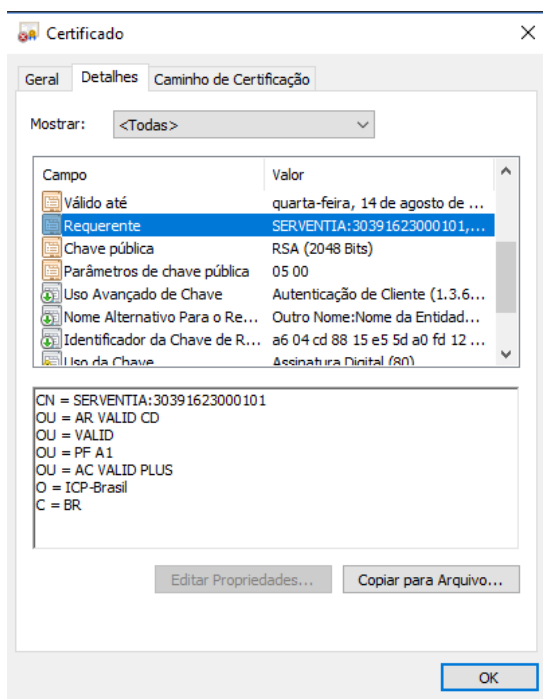 Certificado
Geral Detalhes Caminho de Certificação
Mostrar: <Todas>
Campo Valor
Válido até quarta-feira, 14 de agosto de ...
Requerente SERVENTIA:30391623000101,...
Chave pública RSA (2048 Bits)
Parâmetros de chave pública 05 00
Uso Avançado de Chave Autenticação de Cliente (1.3.6...
Nome Alternativo Para o Re... Outro Nome:Nome da Entidad...
Identificador da Chave de R... a6 04 cd 88 15 e5 5d a0 fd 12 ...
Uso da Chave Assinatura Digital (80)
CN = SERVENTIA:30391623000101
OU = AR VALID CD
OU = VALID
OU = PF A1
OU = AC VALID PLUS
O = ICP-Brasil
C = BR
Editar Propriedades... Copiar para Arquivo...
OK